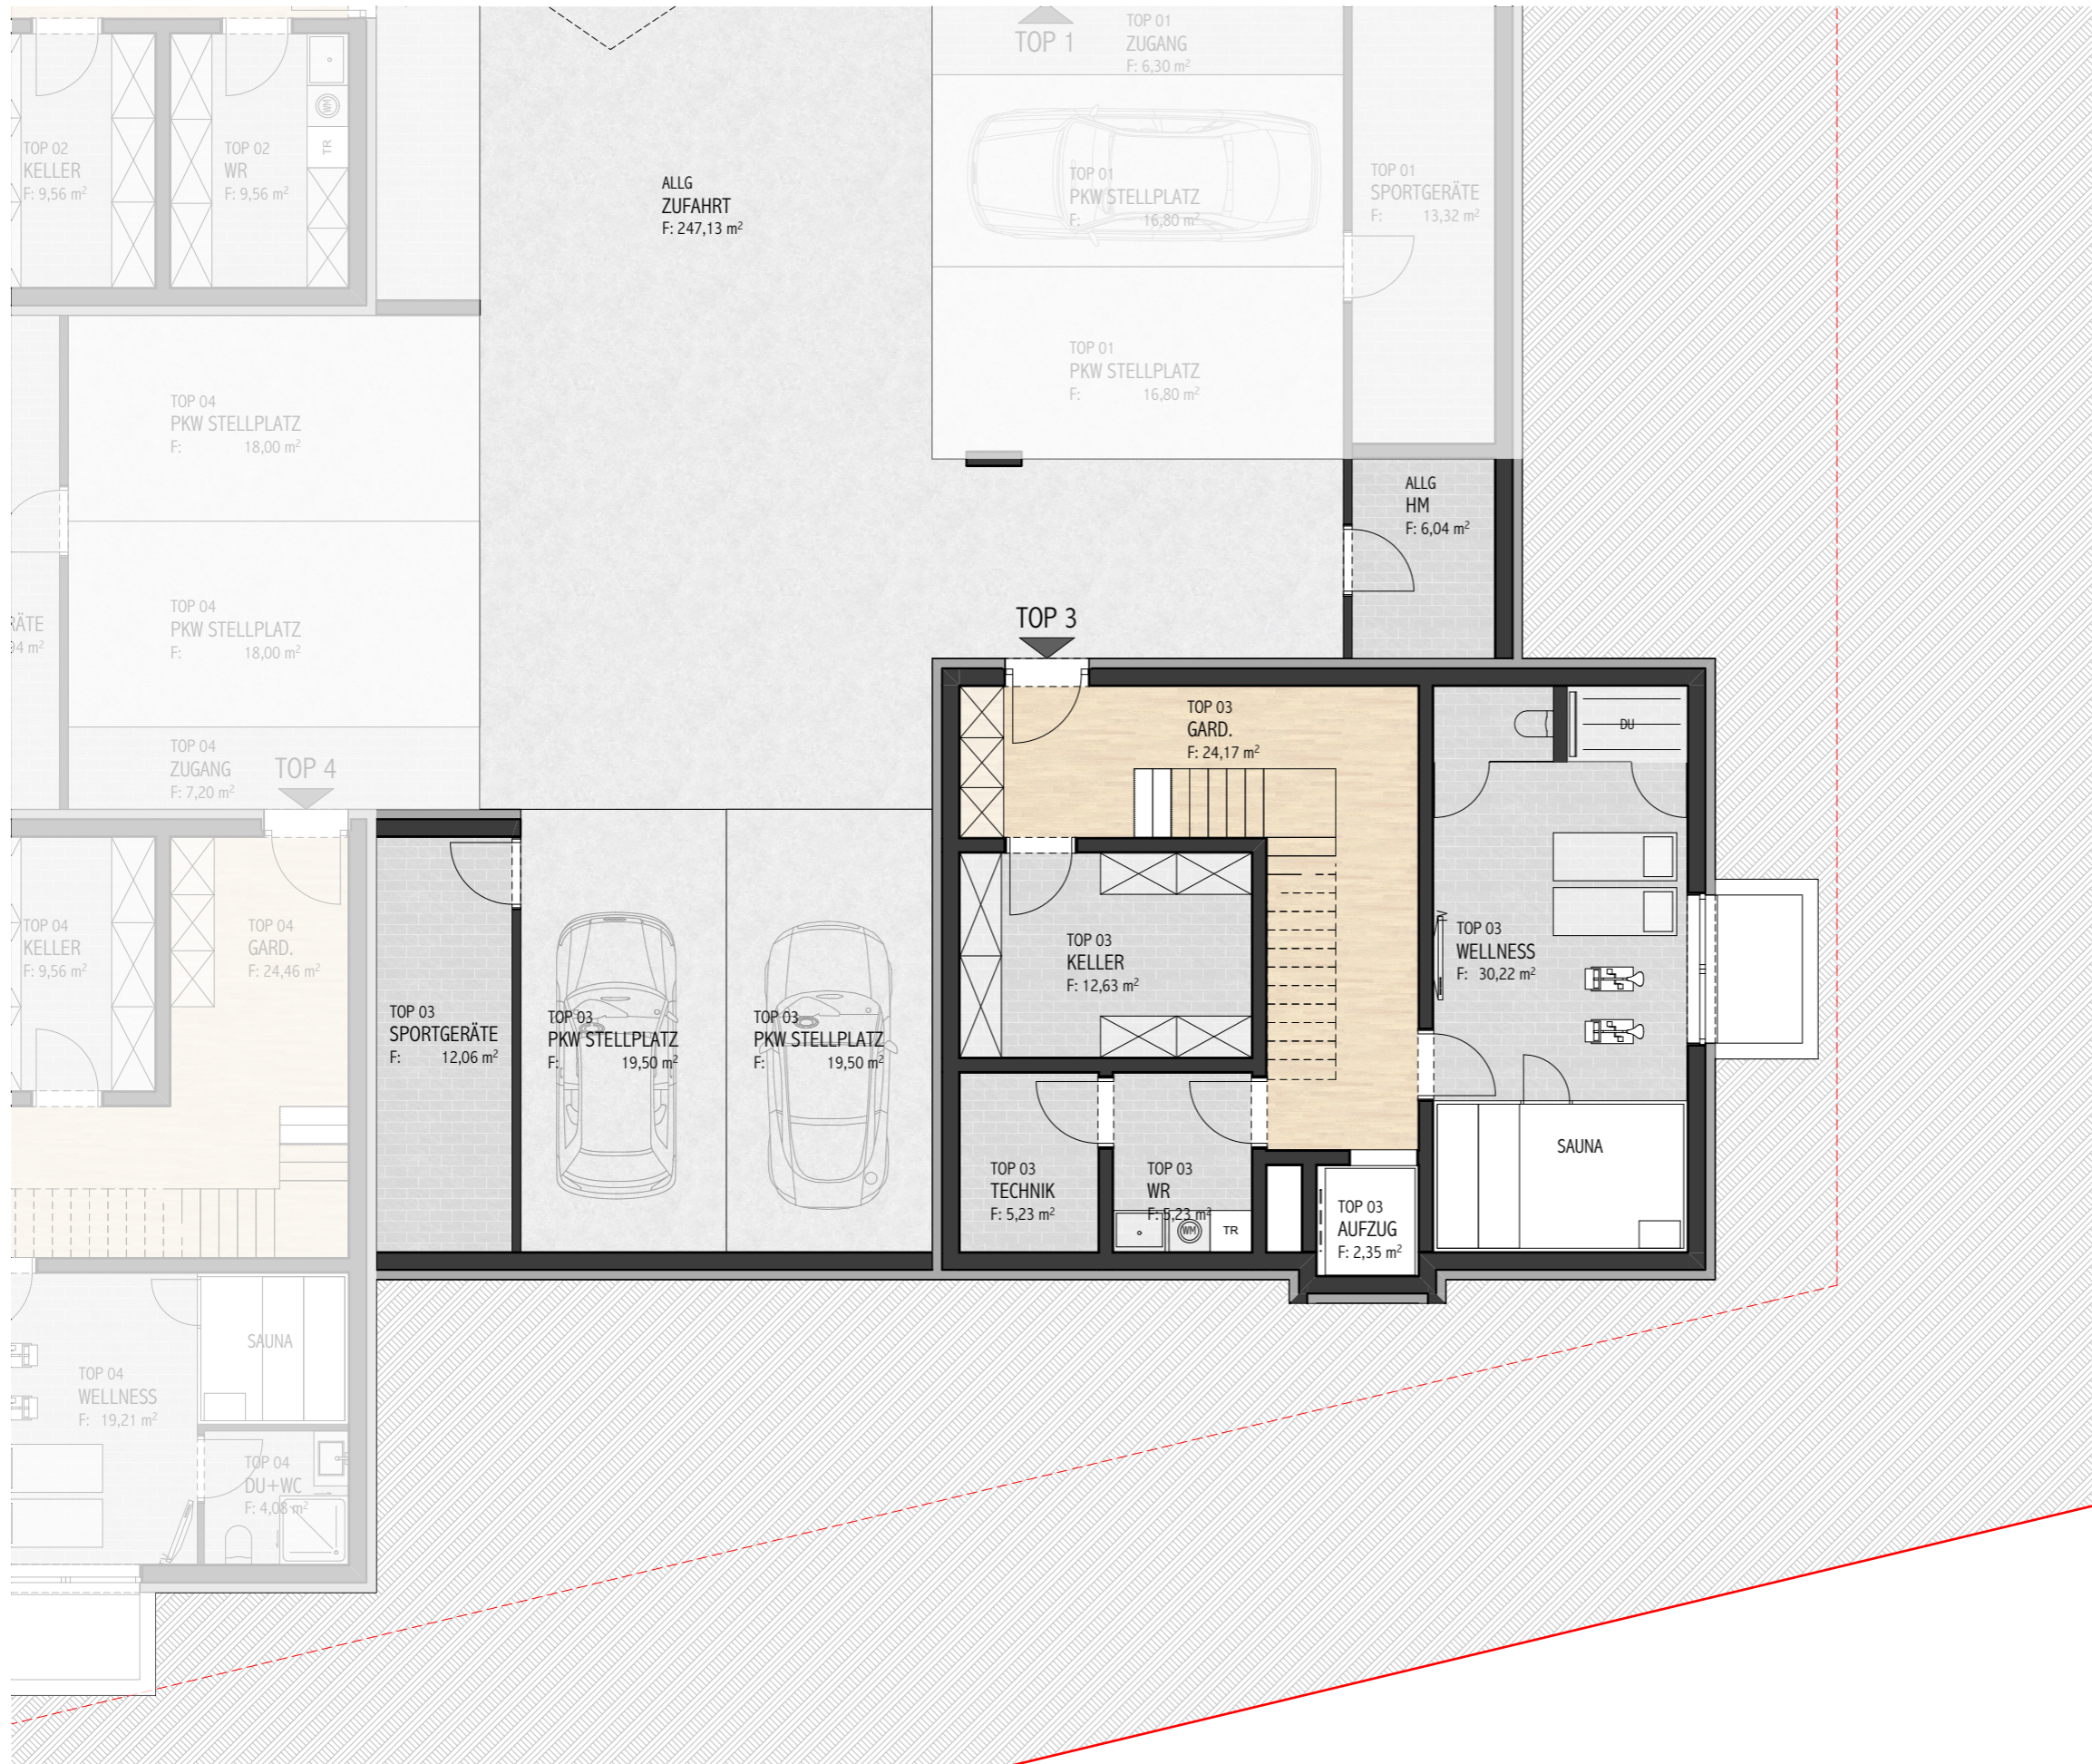 TOP 1
TOP 01
ZUGANG
F: 6,30 m²
TOP 02
KELLER
F: 9,56 m²
TOP 02
WR
F: 9,56 m²
WM
TR
ALLG
ZUFAHRT
F: 247,13 m²
TOP 01
PKW STELLPLATZ
F: 16,80 m²
TOP 01
SPORTGERÄTE
F: 13,32 m²
TOP 01
PKW STELLPLATZ
F: 16,80 m²
TOP 04
PKW STELLPLATZ
F: 18,00 m²
ALLG
HM
F: 6,04 m²
TOP 04
PKW STELLPLATZ
F: 18,00 m²
RÄTE
94 m²
TOP 3
TOP 04
ZUGANG
F: 7,20 m²
TOP 4
TOP 03
GARD.
F: 24,17 m²
DU
TOP 04
KELLER
F: 9,56 m²
TOP 04
GARD.
F: 24,46 m²
TOP 03
SPORTGERÄTE
F: 12,06 m²
TOP 03
PKW STELLPLATZ
F: 19,50 m²
TOP 03
PKW STELLPLATZ
F: 19,50 m²
TOP 03
KELLER
F: 12,63 m²
TOP 03
WELLNESS
F: 30,22 m²
SAUNA
TOP 03
TECHNIK
F: 5,23 m²
TOP 03
WR
F: 5,23 m²
WM
TR
TOP 03
AUFZUG
F: 2,35 m²
SAUNA
TOP 04
WELLNESS
F: 19,21 m²
TOP 04
DU+WC
F: 4,08 m²